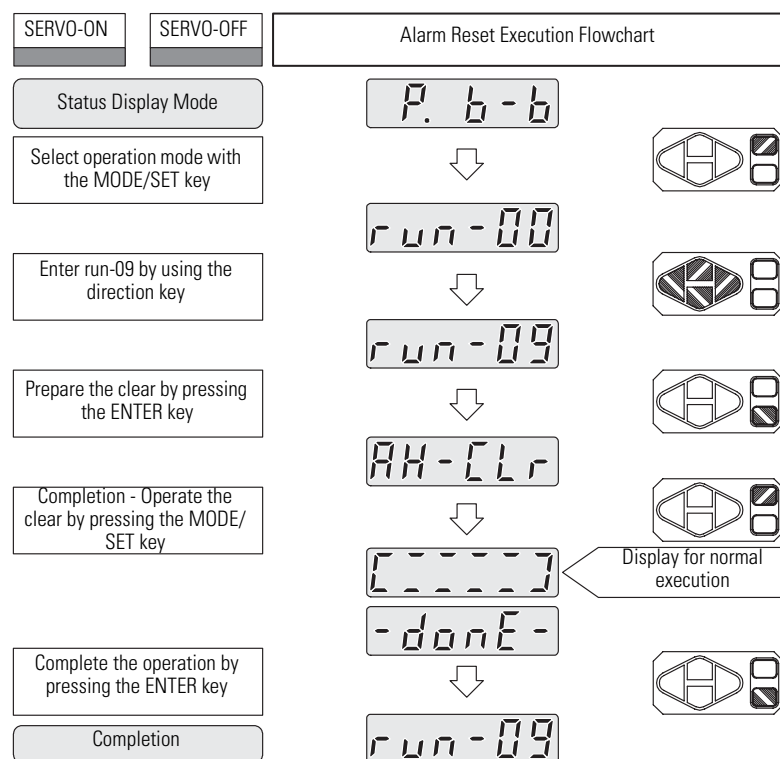 SERVO-ON
SERVO-OFF
Alarm Reset Execution Flowchart
Status Display Mode
P. b-b
Select operation mode with
the MODE/SET key
run-00
Enter run-09 by using the
direction key
run-09
Prepare the clear by pressing
the ENTER key
AH-CLr
Completion - Operate the
clear by pressing the MODE/
SET key
Display for normal
execution
-donE-
Complete the operation by
pressing the ENTER key
Completion
run-09